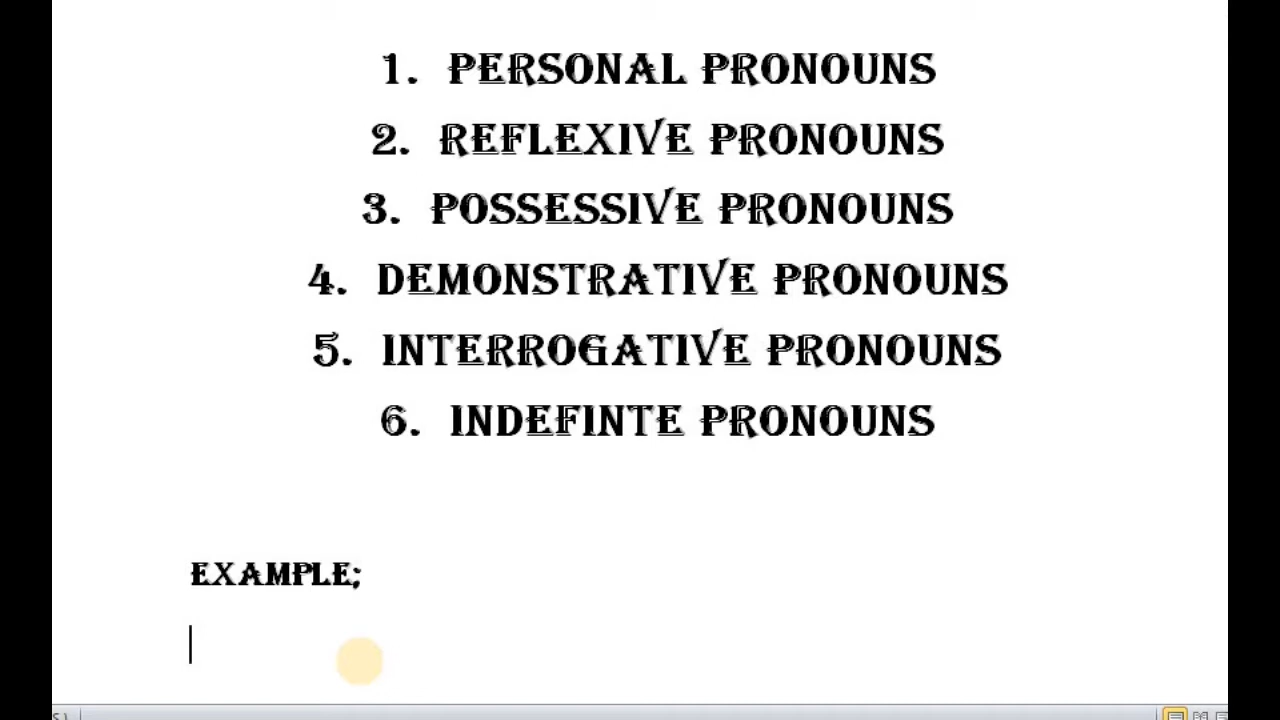 1. PERSONAL PRONOUNS
2. REFLEXIVE PRONOUNS
3. POSSESSIVE PRONOUNS
4. DEMONSTRATIVE PRONOUNS
5. INTERROGATIVE PRONOUNS
6. INDEFINTE PRONOUNS
EXAMPLE;